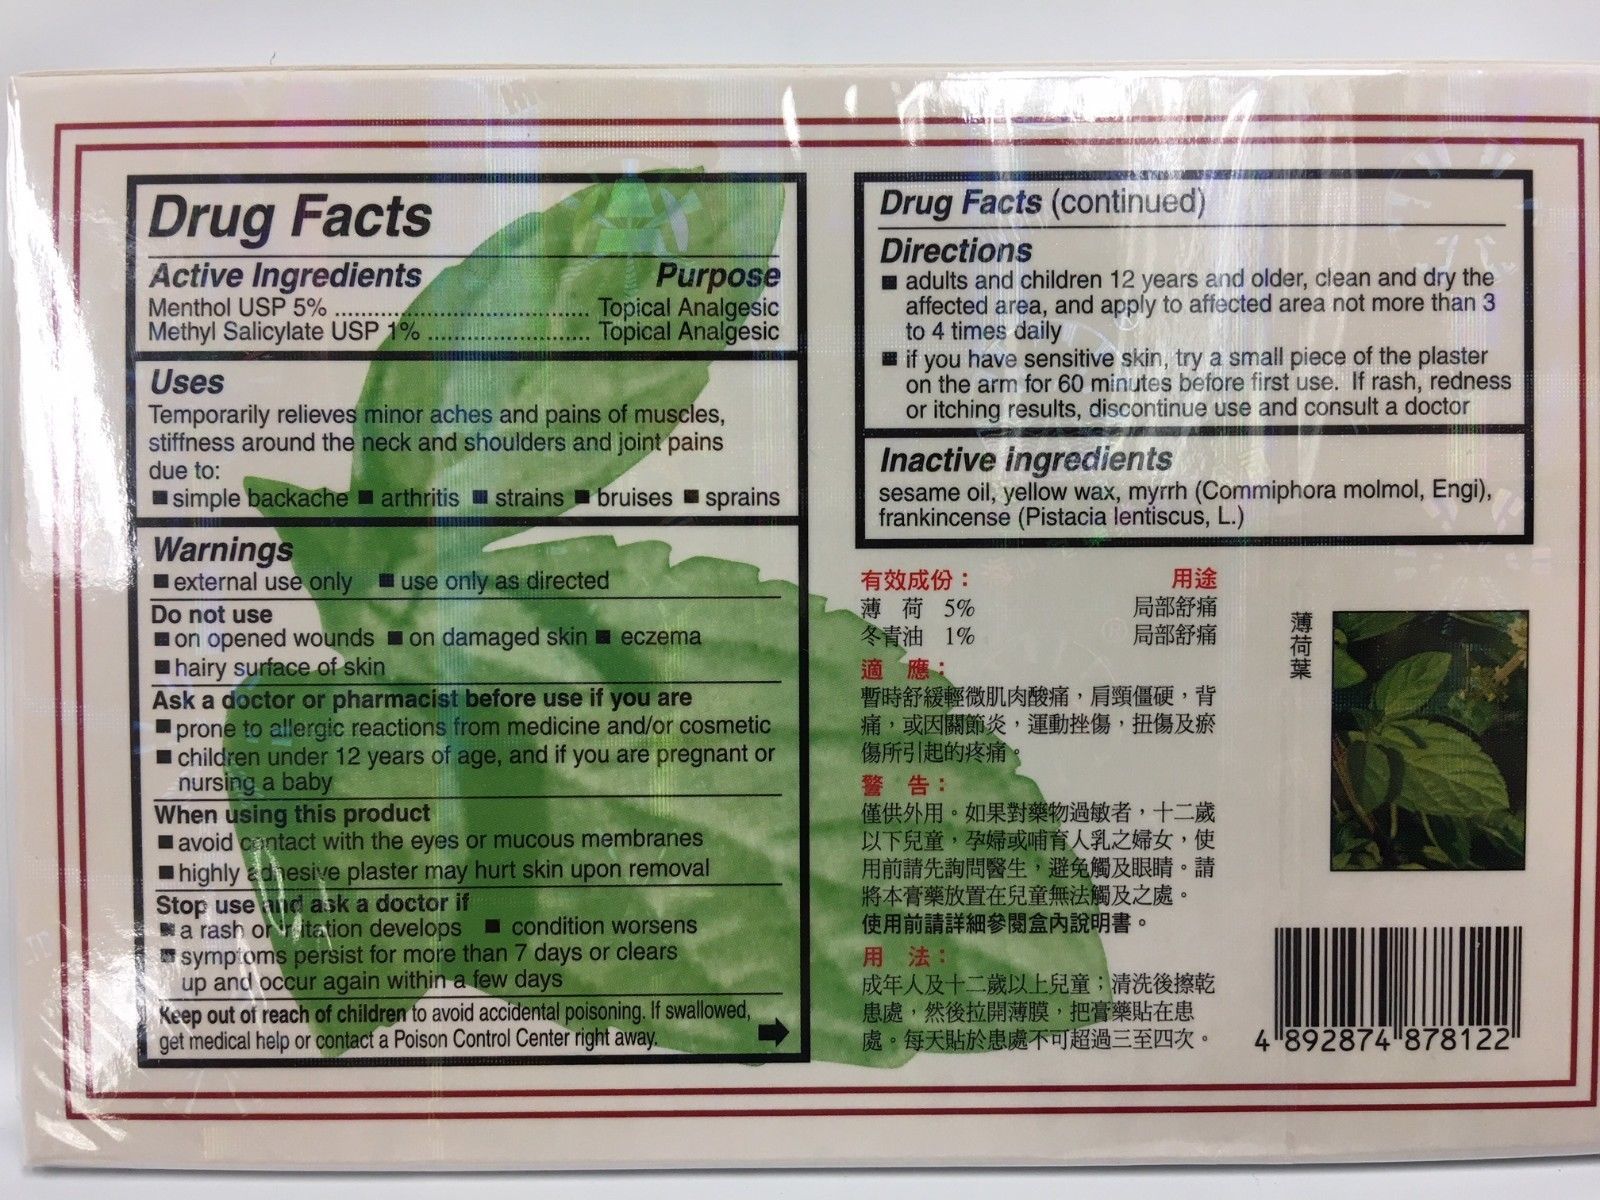 Drug Facts
Active Ingredients Purpose
Menthol USP 5% ........................................ Topical Analgesic
Methyl Salicylate USP 1% ......................... Topical Analgesic
Uses
Temporarily relieves minor aches and pains of muscles,
stiffness around the neck and shoulders and joint pains
due to:
■ simple backache ■ arthritis ■ strains ■ bruises ■ sprains
Warnings
■ external use only ■ use only as directed
Do not use
■ on opened wounds ■ on damaged skin ■ eczema
■ hairy surface of skin
Ask a doctor or pharmacist before use if you are
■ prone to allergic reactions from medicine and/or cosmetic
■ children under 12 years of age, and if you are pregnant or
nursing a baby
When using this product
■ avoid contact with the eyes or mucous membranes
■ highly adhesive plaster may hurt skin upon removal
Stop use and ask a doctor if
■ a rash or irritation develops ■ condition worsens
■ symptoms persist for more than 7 days or clears
up and occur again within a few days
Keep out of reach of children to avoid accidental poisoning. If swallowed,
get medical help or contact a Poison Control Center right away.
Drug Facts (continued)
Directions
■ adults and children 12 years and older, clean and dry the
affected area, and apply to affected area not more than 3
to 4 times daily
■ if you have sensitive skin, try a small piece of the plaster
on the arm for 60 minutes before first use. If rash, redness
or itching results, discontinue use and consult a doctor
Inactive ingredients
sesame oil, yellow wax, myrrh (Commiphora molmol, Engi),
frankincense (Pistacia lentiscus, L.)
有效成份： 用途
薄 荷 5% 局部舒痛
冬青油 1% 局部舒痛
適 應：
暫時舒緩輕微肌肉酸痛，肩頸僵硬，背
痛，或因關節炎，運動挫傷，扭傷及瘀
傷所引起的疼痛。
警 告：
僅供外用。如果對藥物過敏者，十二歲
以下兒童，孕婦或哺育人乳之婦女，使
用前請先詢問醫生，避免觸及眼睛。請
將本膏藥放置在兒童無法觸及之處。
使用前請詳細參閱盒內說明書。
用 法：
成年人及十二歲以上兒童；清洗後擦乾
患處，然後拉開薄膜，把膏藥貼在患
處。每天貼於患處不可超過三至四次。
薄荷葉
4 892874 878122